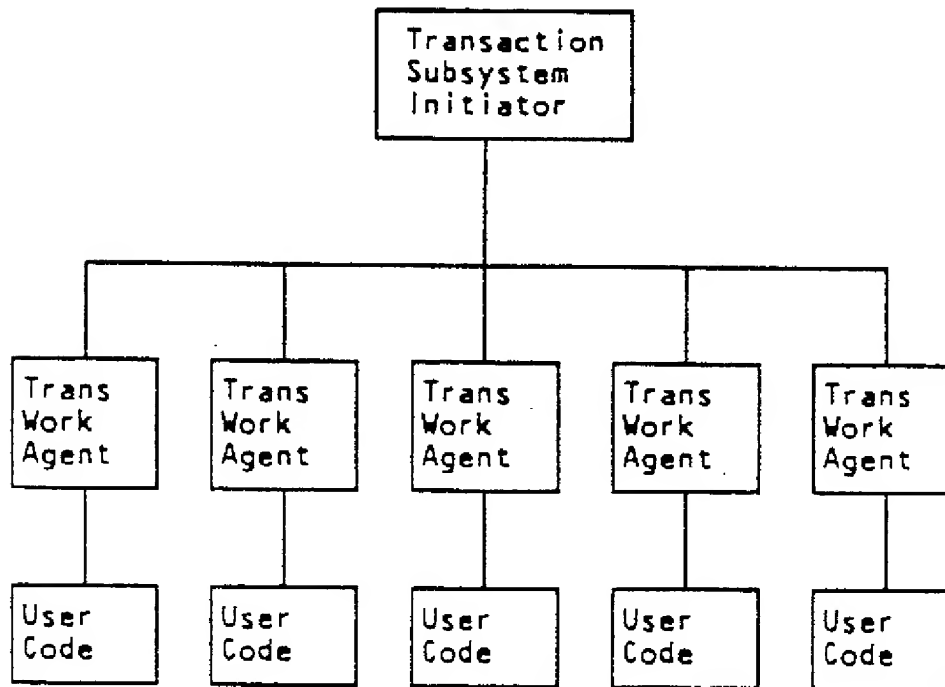 Transaction
Subsystem
Initiator
Trans
Work
Agent
Trans
Work
Agent
Trans
Work
Agent
Trans
Work
Agent
Trans
Work
Agent
User
Code
User
Code
User
Code
User
Code
User
Code